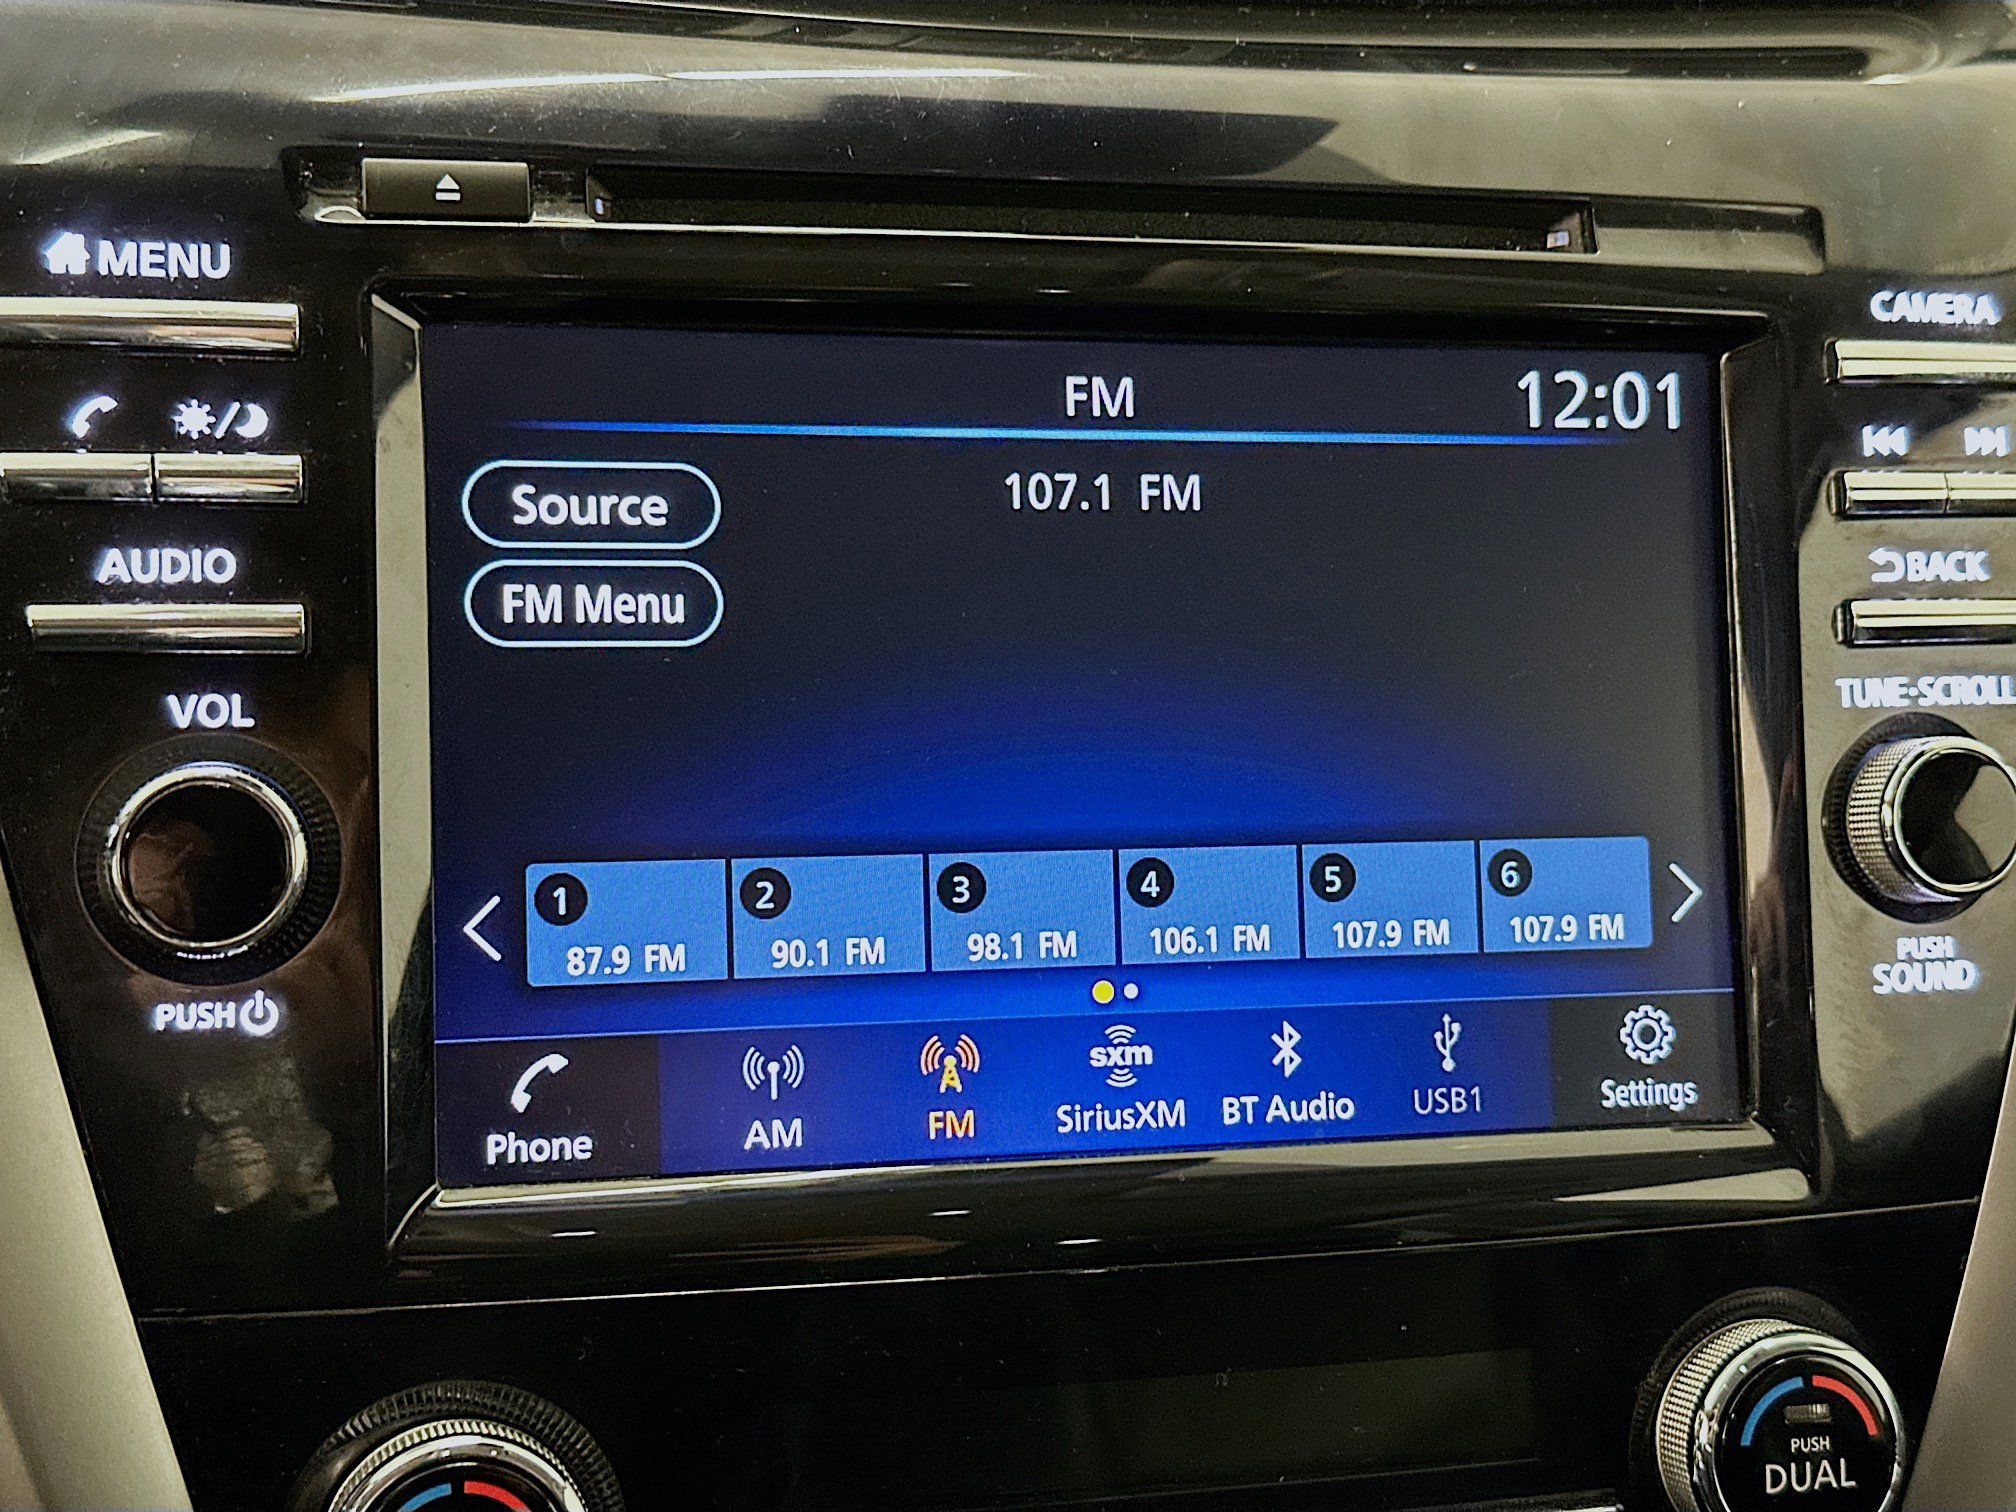 MENU
CAMERA
FM
12:01
Source
107.1 FM
AUDIO
FM Menu
BACK
VOL
TUNE·SCROLL
1
2
3
4
5
6
87.9 FM
90.1 FM
98.1 FM
106.1 FM
107.9 FM
107.9 FM
PUSH
PUSH
SOUND
sxm
Phone
AM
FM
SiriusXM
BT Audio
USB1
Settings
PUSH
DUAL